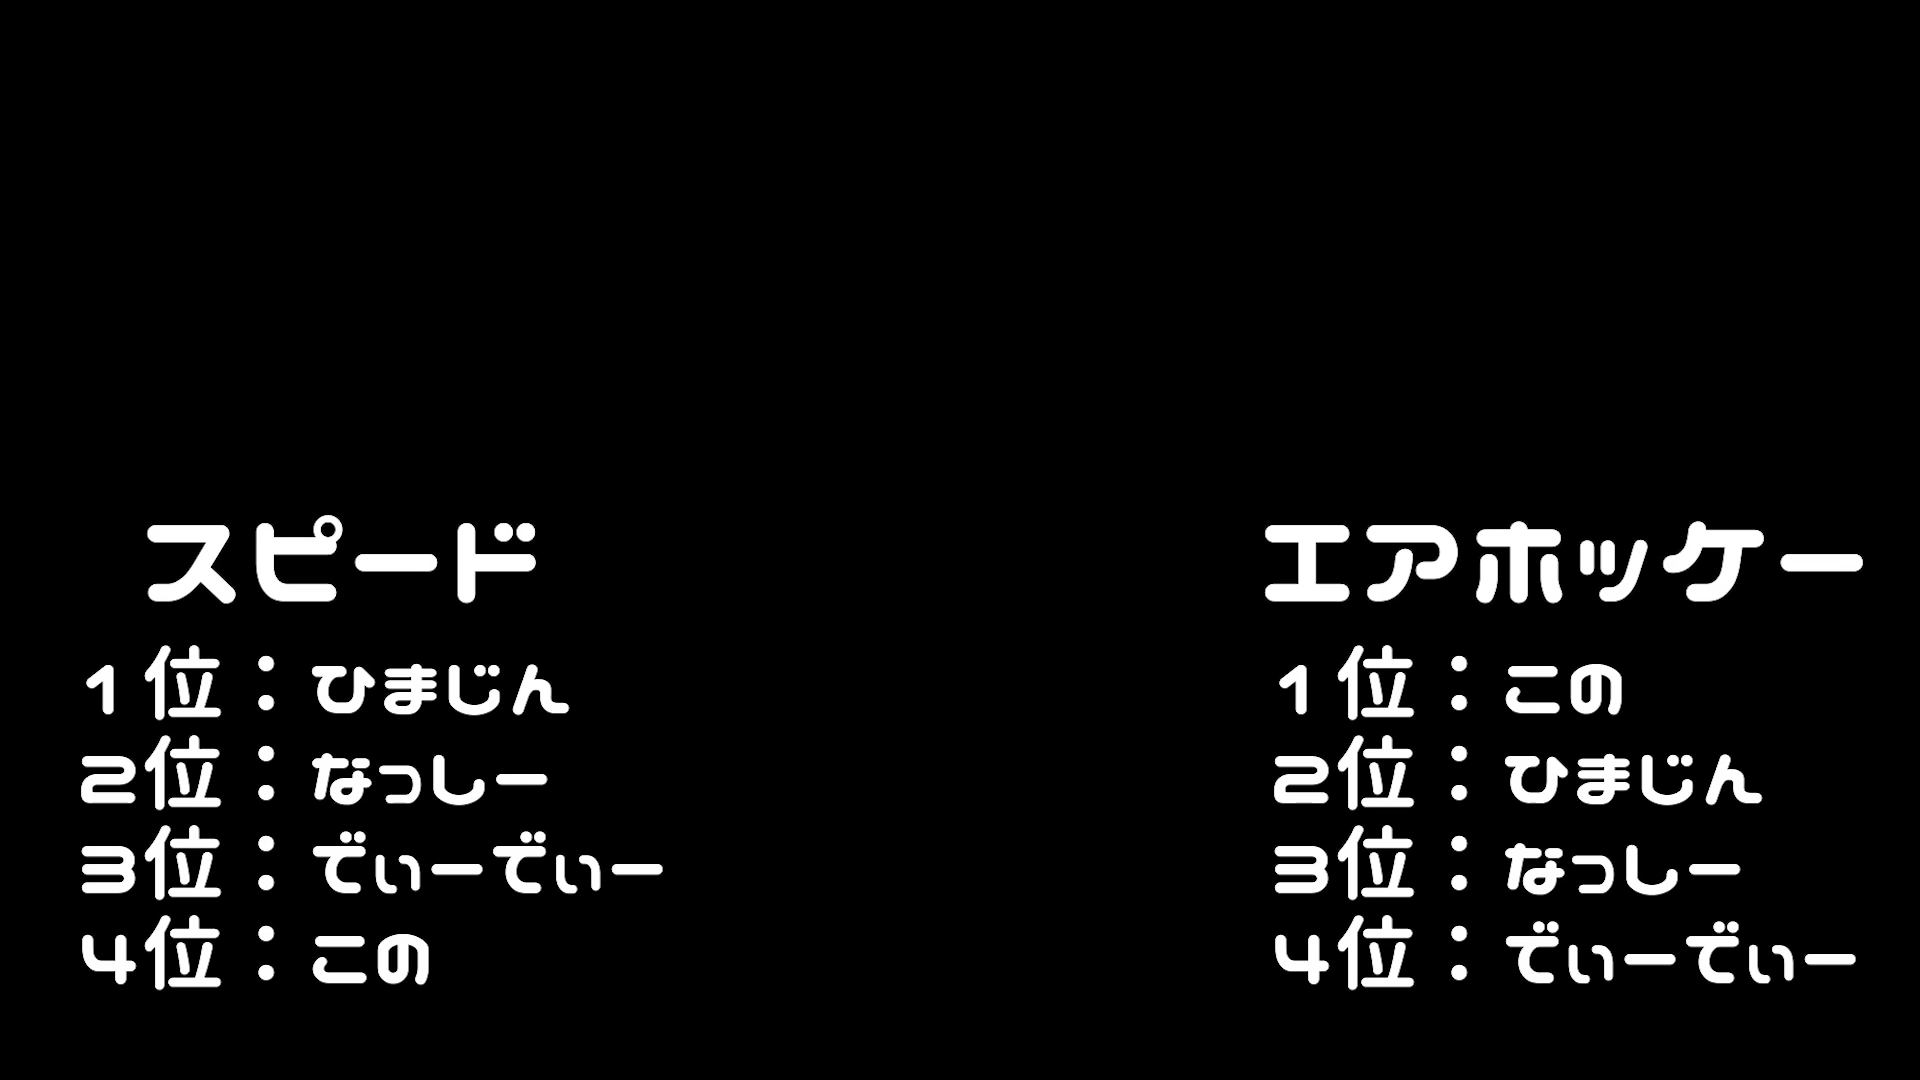 スピード
1位：ひまじん
2位：なっしー
3位：でぃーでぃー
4位：この
エアホッケー
1位：この
2位：ひまじん
3位：なっしー
4位：でぃーでぃー